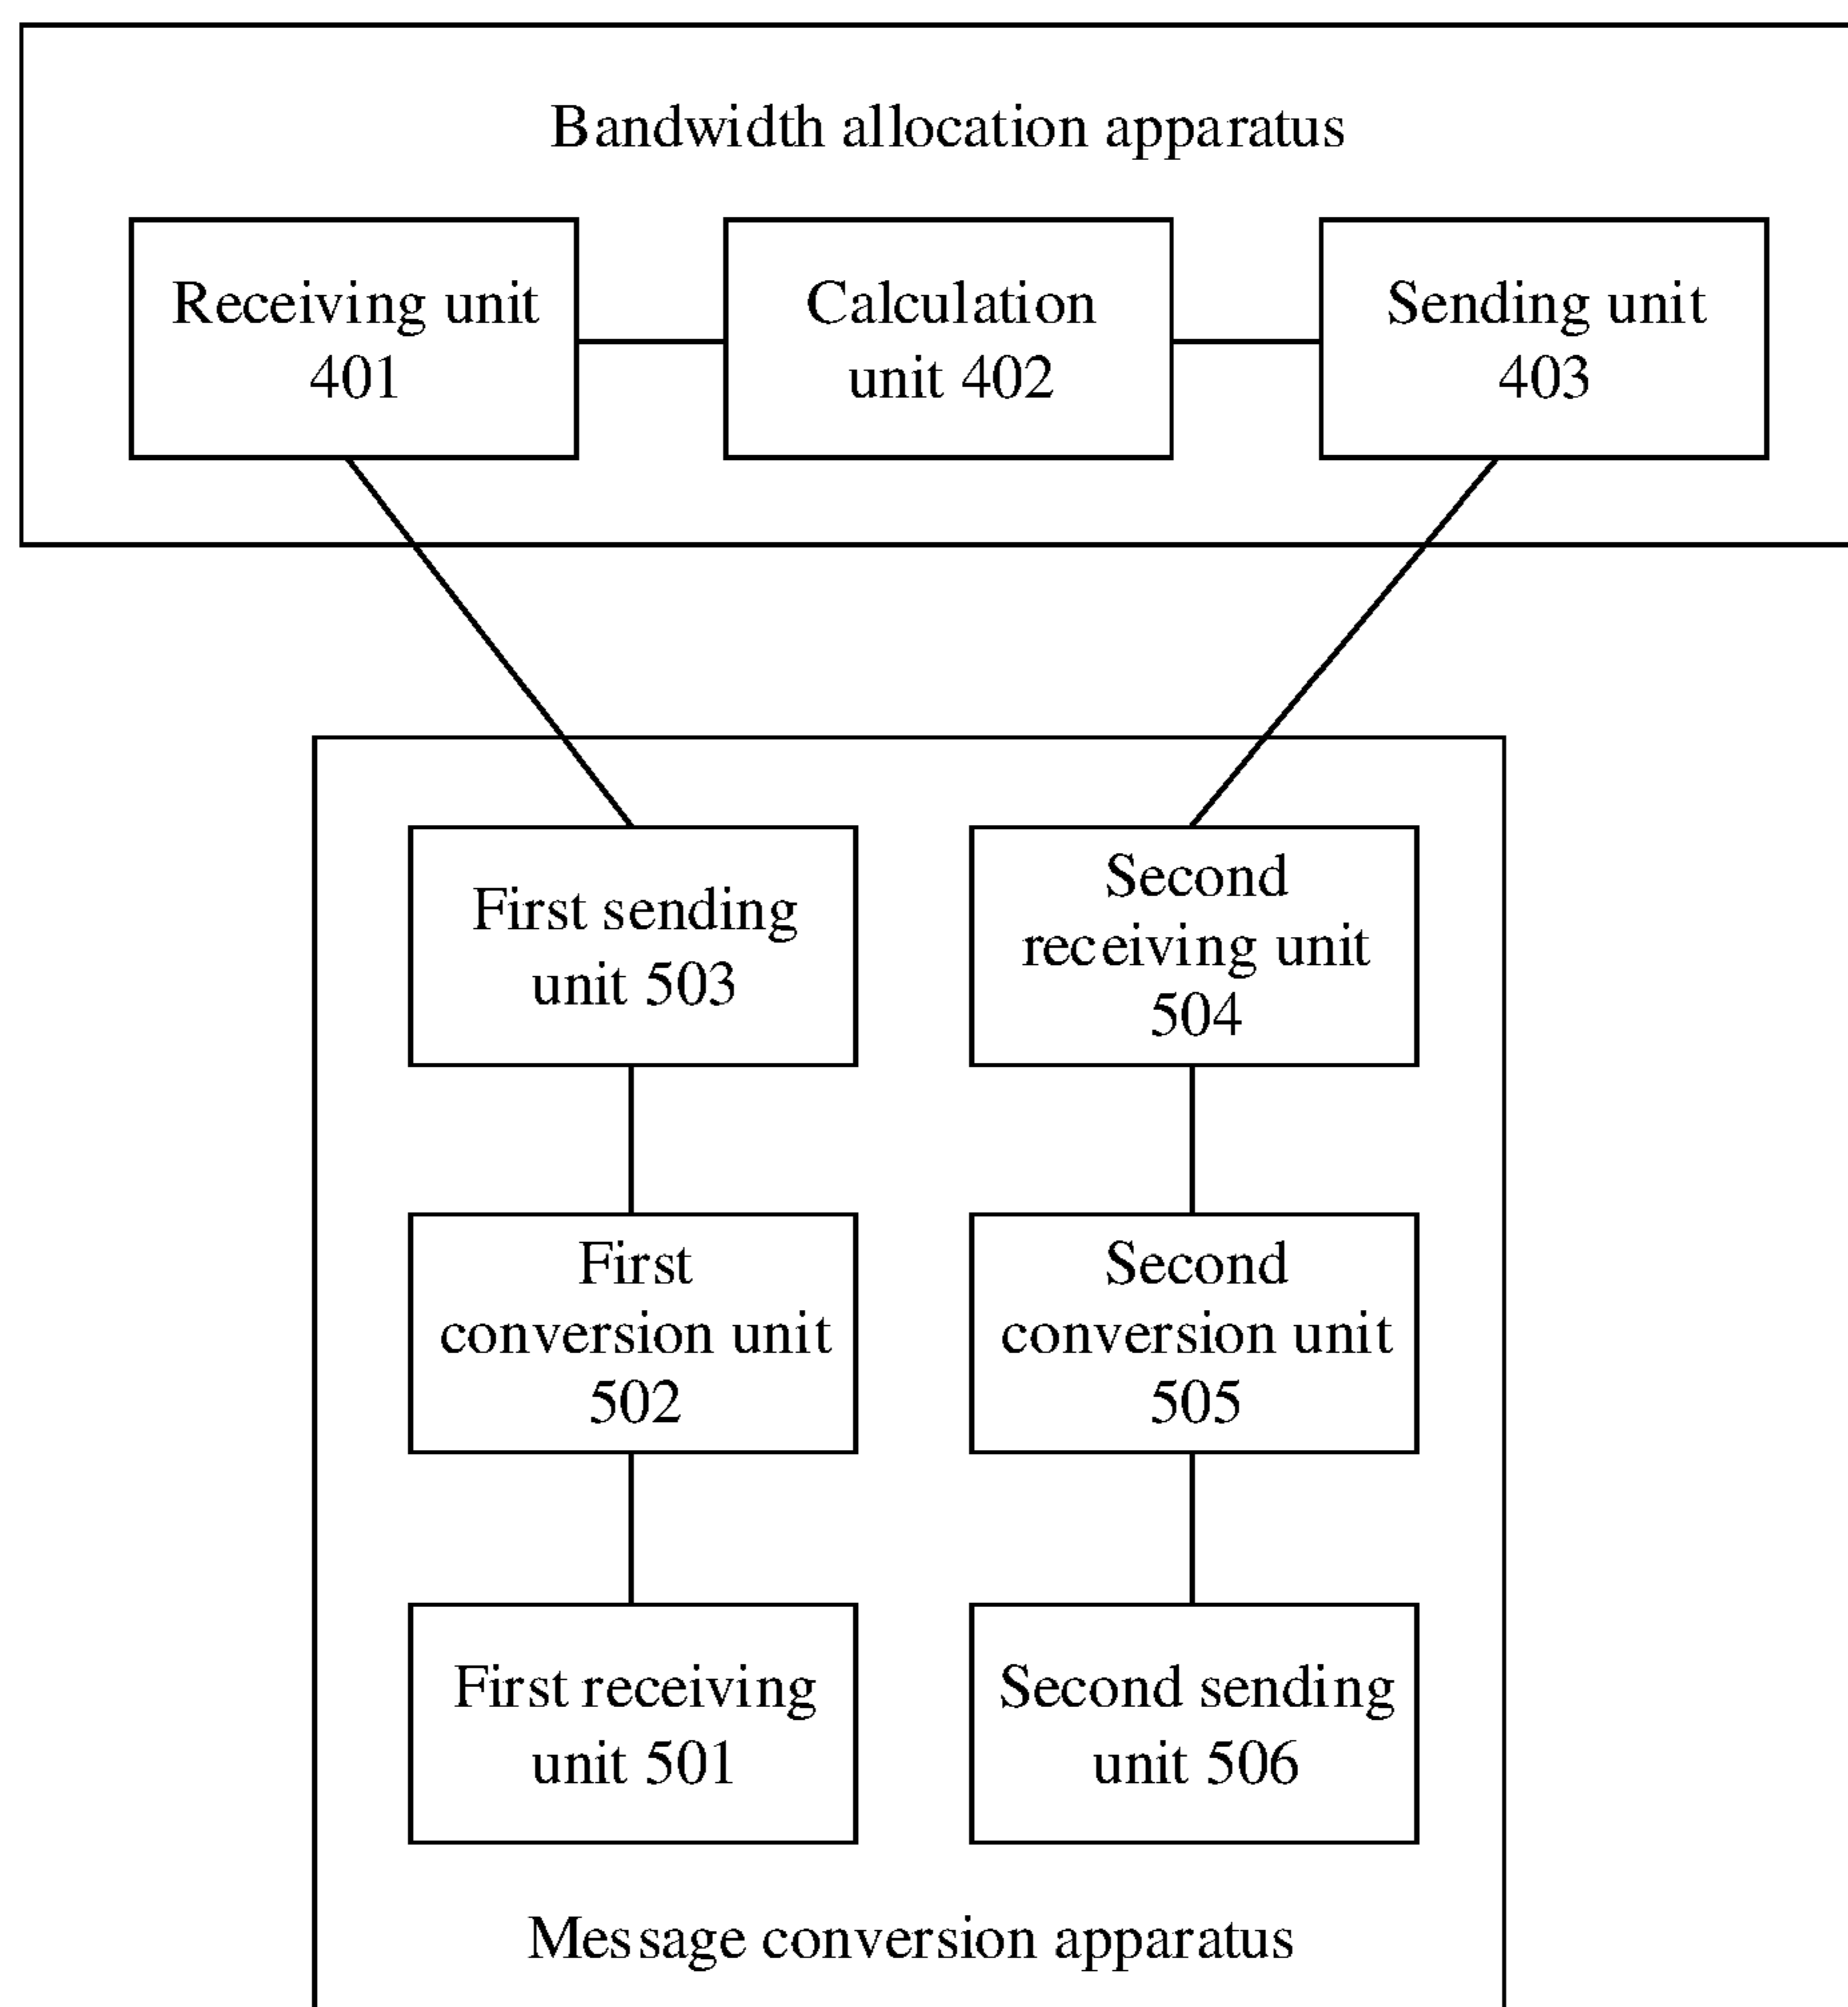 Bandwidth allocation apparatus
Receiving unit
401
Calculation
unit 402
Sending unit
403
First sending
unit 503
Second
receiving unit
504
First
conversion unit
502
Second
conversion unit
505
First receiving
unit 501
Second sending
unit 506
Message conversion apparatus